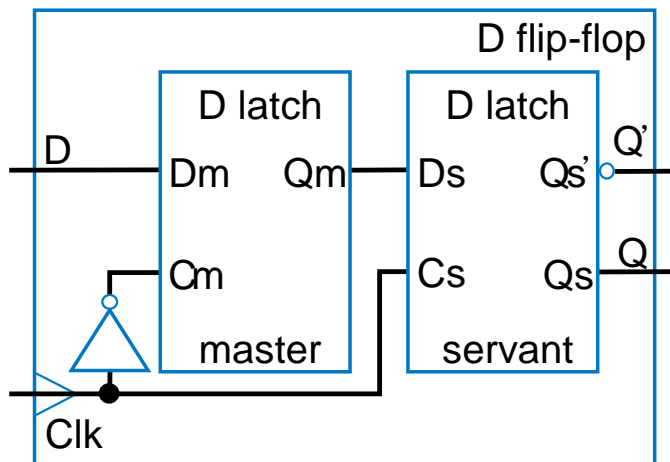 D flip-flop
D latch
D latch
D
Q’
Dm
Qm
Ds
Qs’
Cm
Cs
Qs
Q
master
servant
Clk